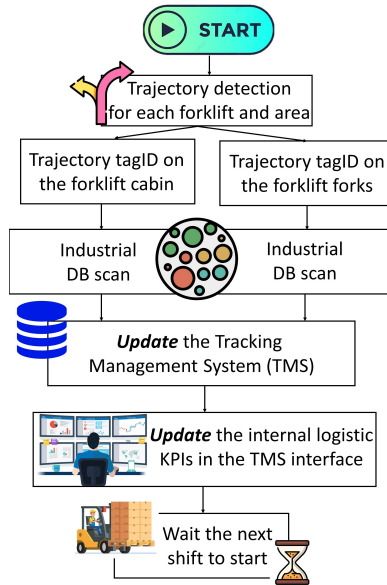 START
Trajectory detection
for each forklift and area
Trajectory tagID on
the forklift cabin
Trajectory tagID on
the forklift forks
Industrial
DB scan
Industrial
DB scan
Update the Tracking
Management System (TMS)
Update the internal logistic
KPIs in the TMS interface
Wait the next
shift to start